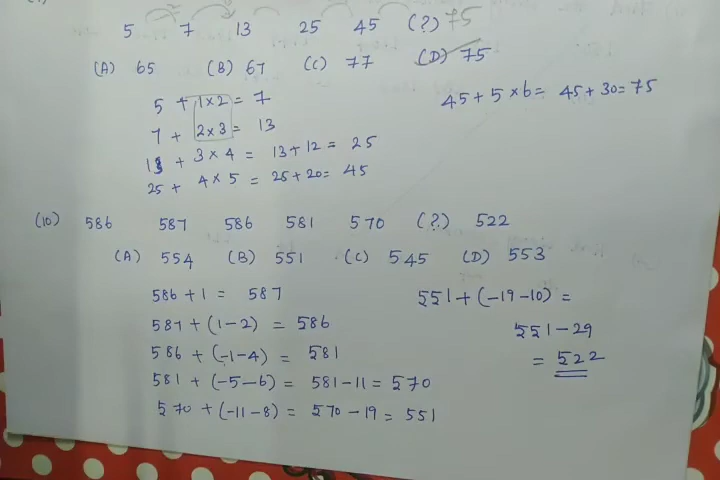 5 7 13 25 45 (?) 75
(A) 65 (B) 67 (C) 77 (D) 75
5 + 1×2 = 7
7 + 2×3 = 13
13 + 3×4 = 13+12 = 25
25 + 4×5 = 25+20= 45
45+5×6= 45+30=75
(10) 586 587 586 581 570 (?) 522
(A) 554 (B) 551 (C) 545 (D) 553
586+1 = 587
587+(1-2) = 586
586+(-1-4) = 581
581+(-5-6) = 581-11 = 570
570+(-11-8) = 570-19 = 551
551+(-19-10) =
551-29
= 522